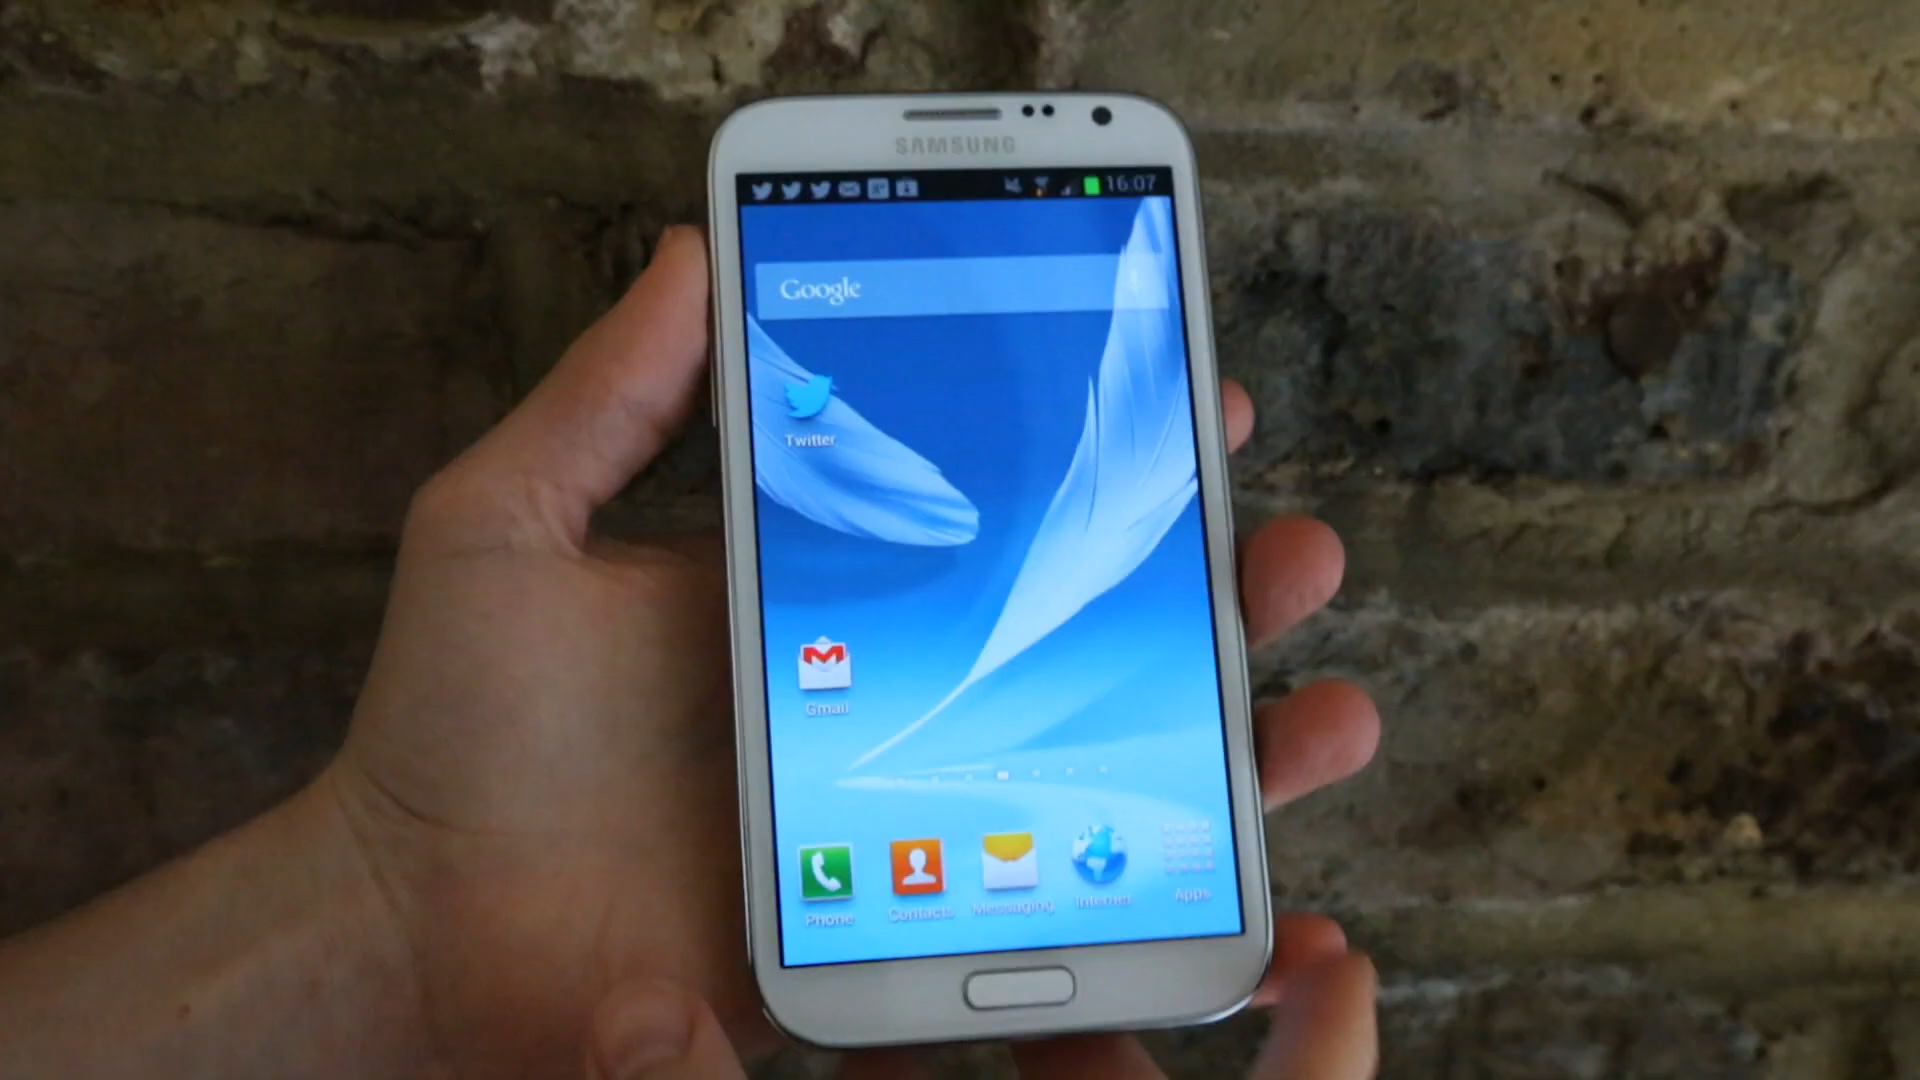 SAMSUNG
16:07
Google
Twitter
Gmail
Phone
Contacts
Messaging
Internet
Apps